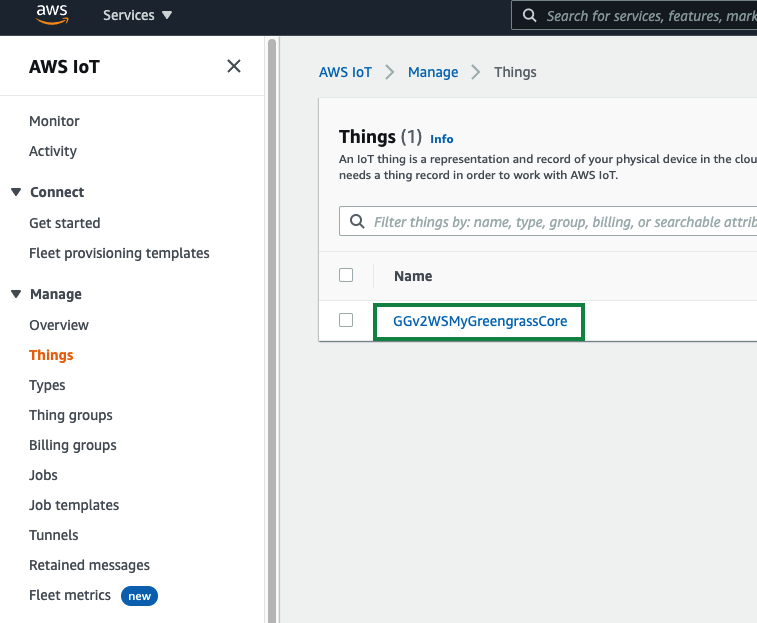 aws
Services
Search for services, features, mark
AWS IoT
Monitor
Activity
Connect
Get started
Fleet provisioning templates
Manage
Overview
Things
Types
Thing groups
Billing groups
Jobs
Job templates
Tunnels
Retained messages
Fleet metrics new
AWS IoT Manage Things
Things (1) Info
An IoT thing is a representation and record of your physical device in the clou
needs a thing record in order to work with AWS IoT.
Filter things by: name, type, group, billing, or searchable attrib
Name
GGv2WSMyGreengrassCore